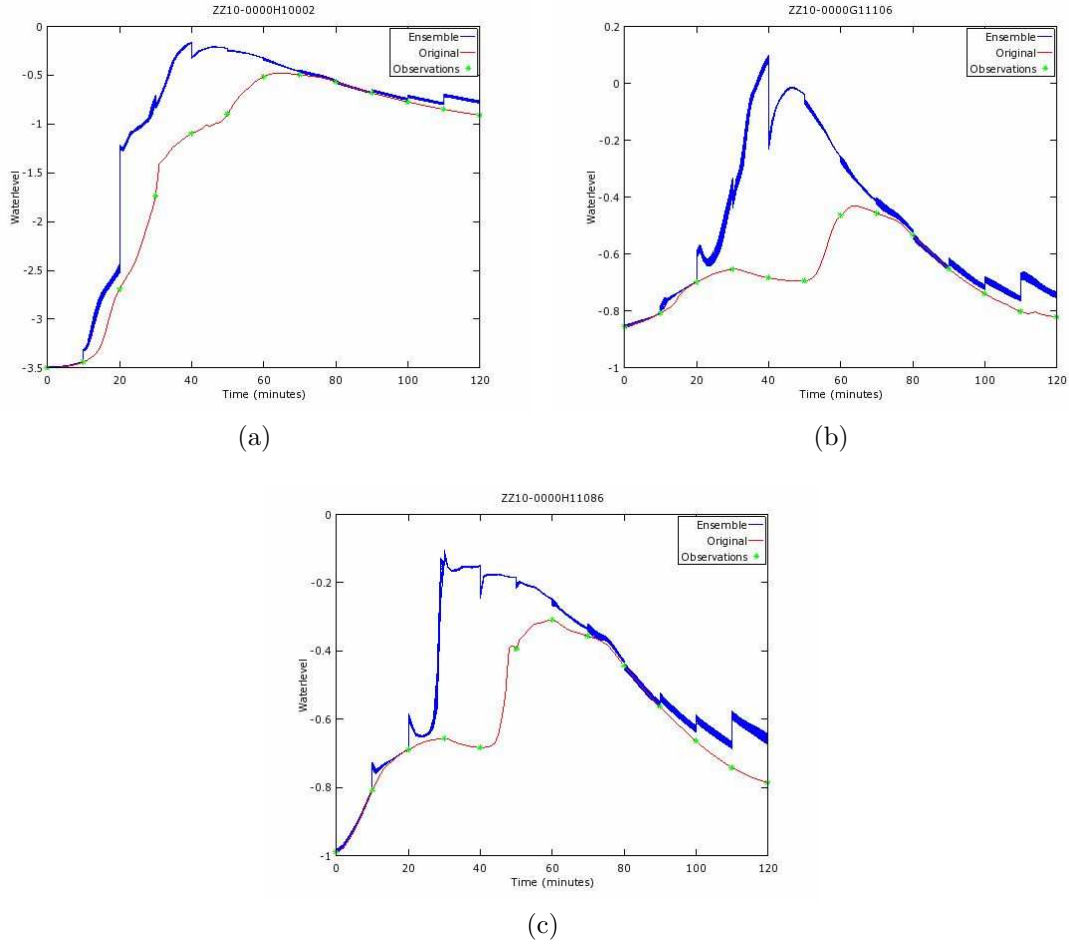 ZZ10-0000H10002
Ensemble
Original
Observations
Waterlevel
0
-0.5
-1
-1.5
-2
-2.5
-3
-3.5
0 20 40 60 80 100 120
Time (minutes)
(a)
ZZ10-0000G11106
Ensemble
Original
Observations
Waterlevel
0.2
0
-0.2
-0.4
-0.6
-0.8
-1
0 20 40 60 80 100 120
Time (minutes)
(b)
ZZ10-0000H11086
Ensemble
Original
Observations
Waterlevel
0
-0.2
-0.4
-0.6
-0.8
-1
0 20 40 60 80 100 120
Time (minutes)
(c)